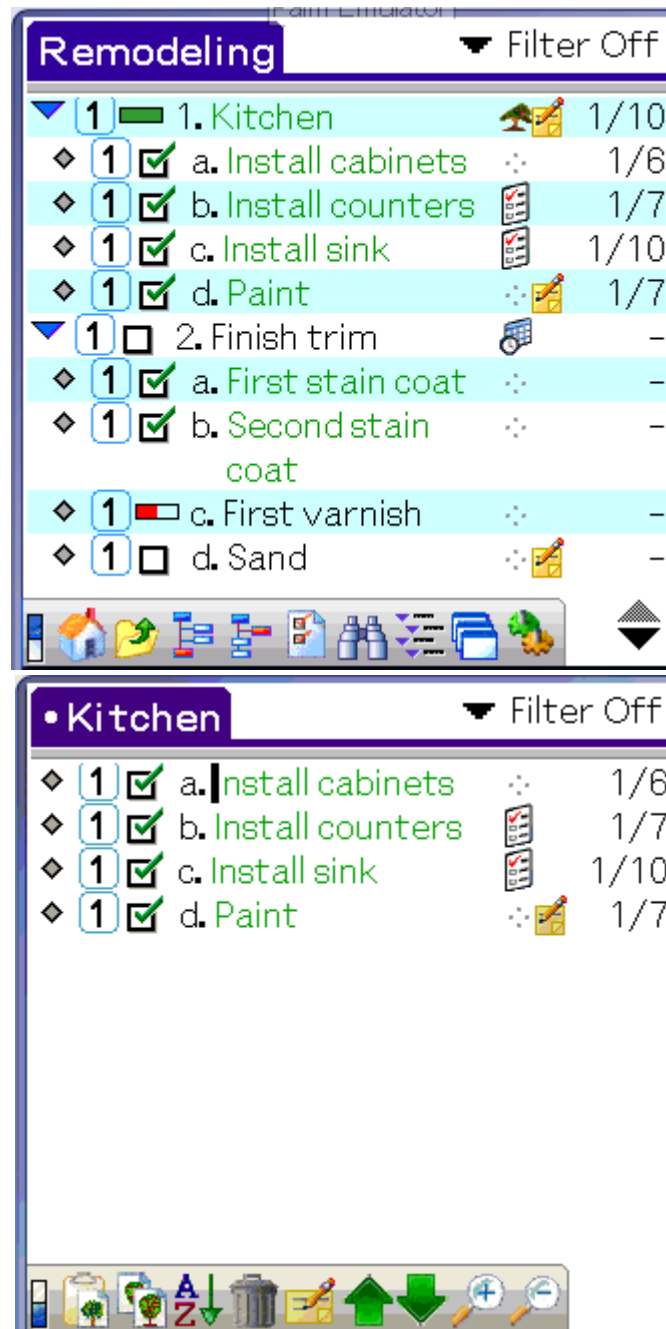 Palm Emulator
Remodeling Filter Off
1 1. Kitchen 1/10
1 a. Install cabinets 1/6
1 b. Install counters 1/7
1 c. Install sink 1/10
1 d. Paint 1/7
1 2. Finish trim –
1 a. First stain coat –
1 b. Second stain –
coat
1 c. First varnish –
1 d. Sand –
• Kitchen Filter Off
1 a. Install cabinets 1/6
1 b. Install counters 1/7
1 c. Install sink 1/10
1 d. Paint 1/7
A
Z